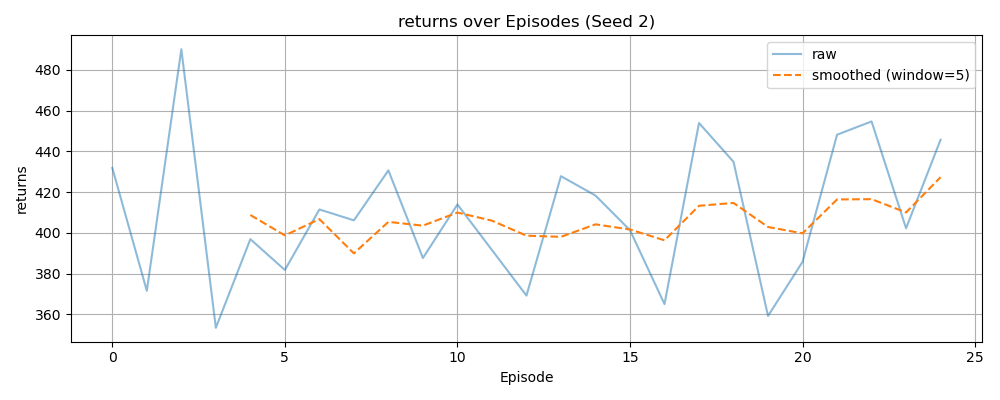 returns over Episodes (Seed 2)
raw
smoothed (window=5)
returns
480
460
440
420
400
380
360
0 5 10 15 20 25
Episode